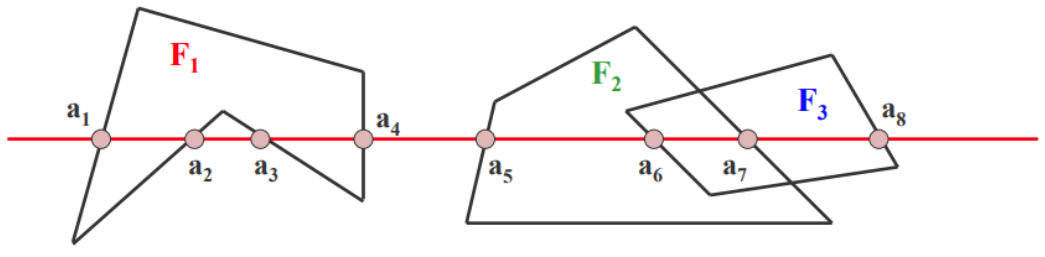 F₁
F₂
F₃
a₁
a₄
a₈
a₂
a₃
a₅
a₆
a₇